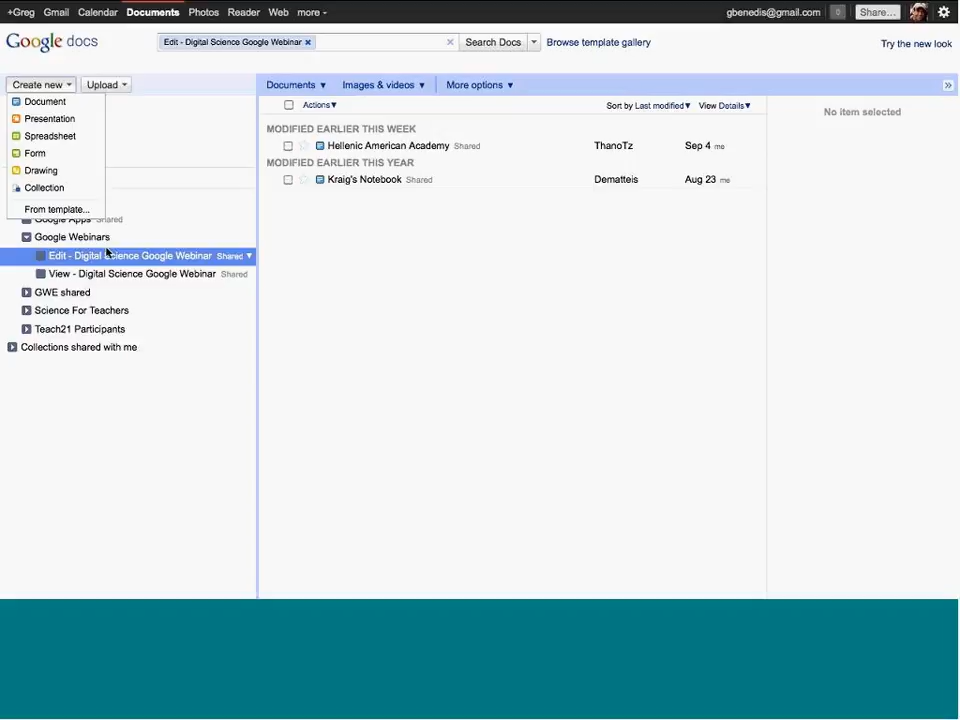 +Greg Gmail Calendar Documents Photos Reader Web more gbenedis@gmail.com 0 Share...
Google docs Edit - Digital Science Google Webinar × × Search Docs Browse template gallery Try the new look
Create new Upload Documents Images & videos More options »
Document
Presentation
Spreadsheet
Form
Drawing
Collection
From template...
Google Apps Shared
Google Webinars
Edit - Digital Science Google Webinar Shared
View - Digital Science Google Webinar Shared
GWE shared
Science For Teachers
Teach21 Participants
Collections shared with me
Actions Sort by Last modified View Details
MODIFIED EARLIER THIS WEEK
Hellenic American Academy Shared ThanoTz Sep 4 me
MODIFIED EARLIER THIS YEAR
Kraig's Notebook Shared Dematteis Aug 23 me
No item selected